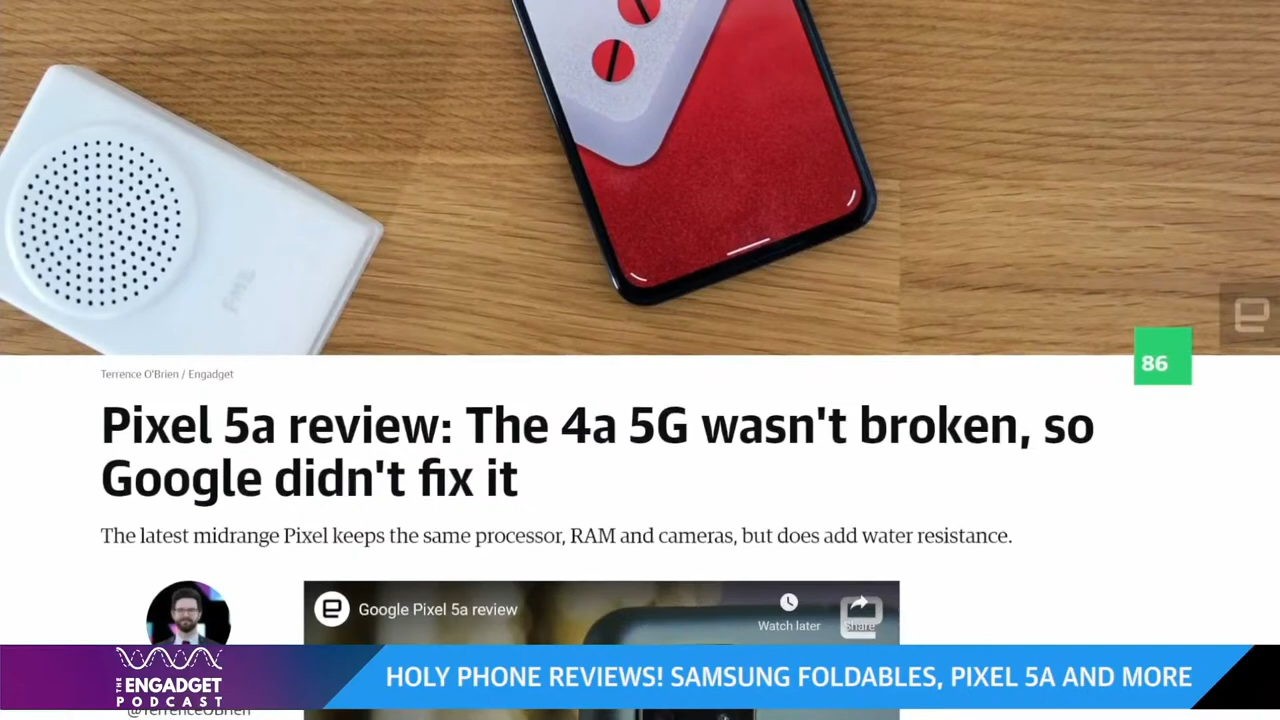 86
Terrence O'Brien / Engadget
Pixel 5a review: The 4a 5G wasn't broken, so
Google didn't fix it
The latest midrange Pixel keeps the same processor, RAM and cameras, but does add water resistance.
Google Pixel 5a review
Watch later
Share
THE
ENGADGET
PODCAST
HOLY PHONE REVIEWS! SAMSUNG FOLDABLES, PIXEL 5A AND MORE
@TerrenceOBrien